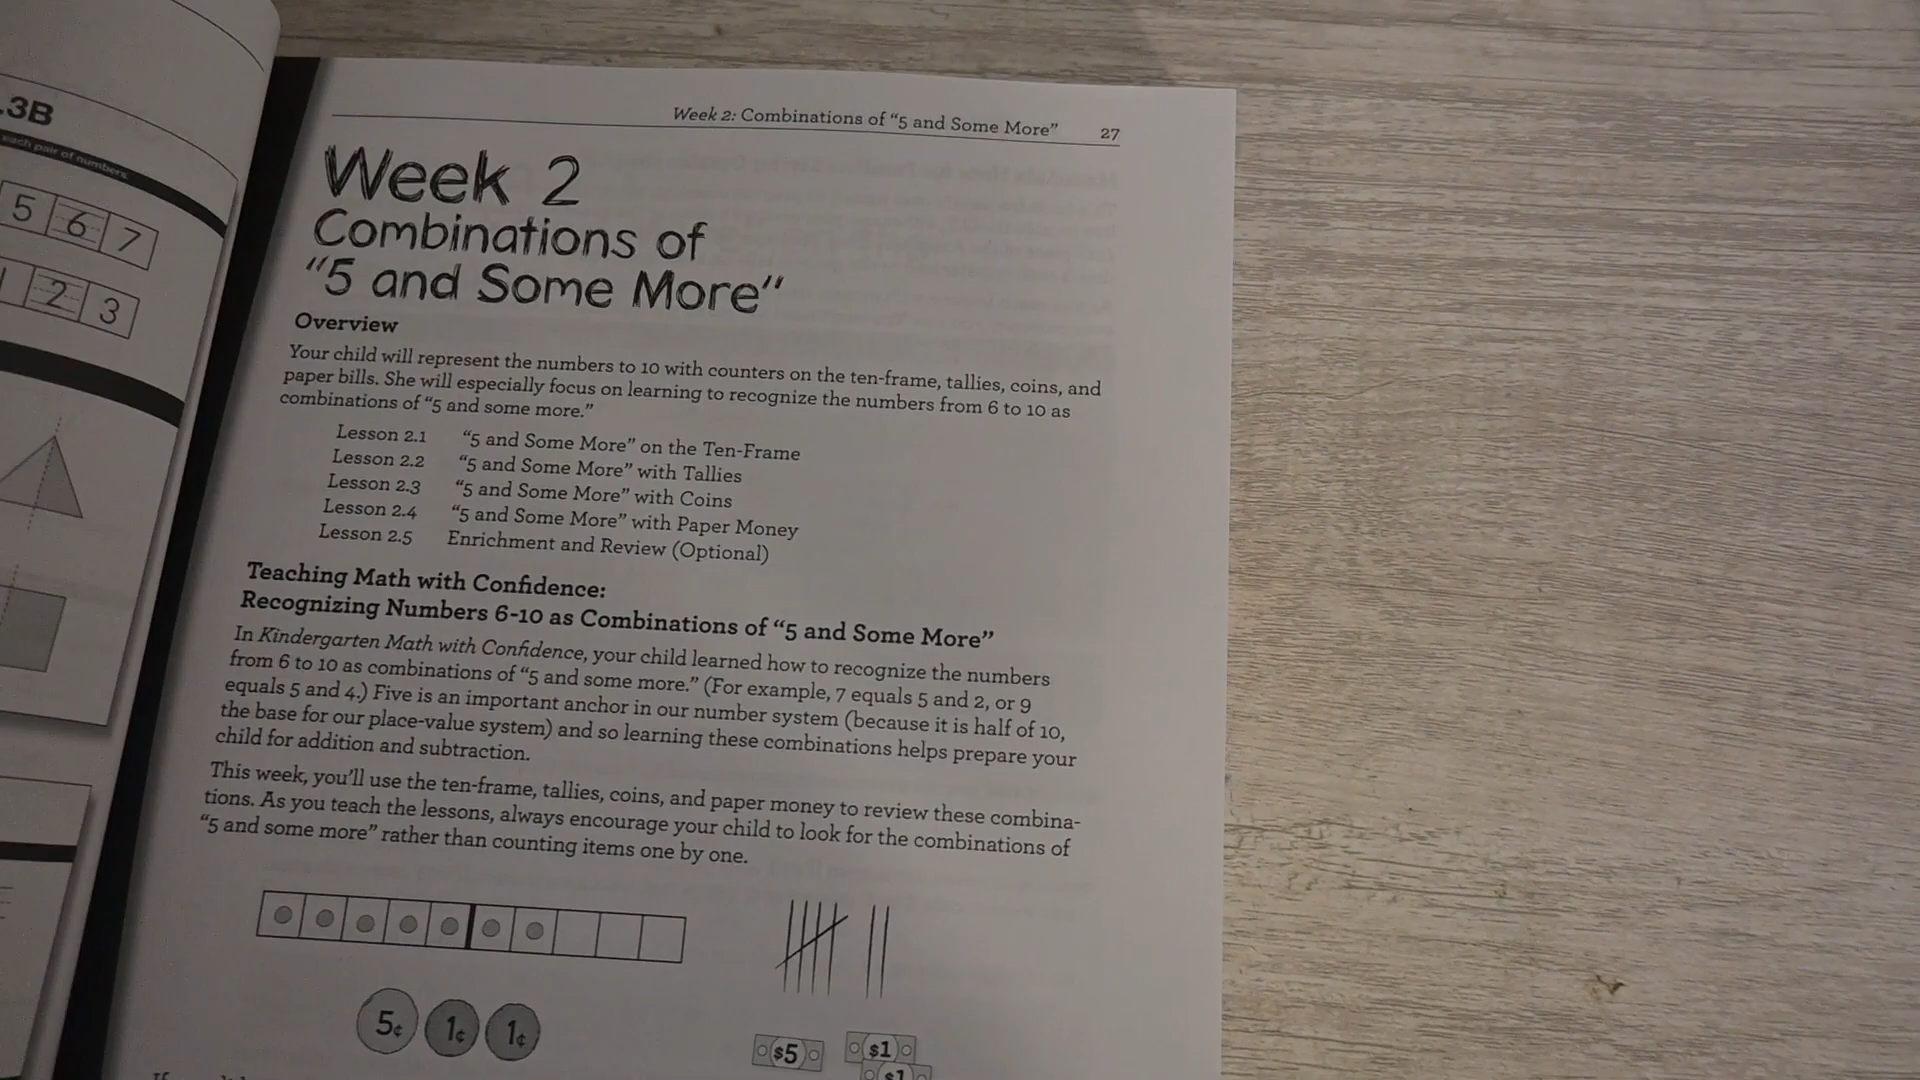 .3B
each pair of numbers.
5 6 7
1 2 3
Week 2: Combinations of “5 and Some More” 27
Week 2
Combinations of
“5 and Some More”
Overview
Your child will represent the numbers to 10 with counters on the ten-frame, tallies, coins, and
paper bills. She will especially focus on learning to recognize the numbers from 6 to 10 as
combinations of “5 and some more.”
Lesson 2.1 “5 and Some More” on the Ten-Frame
Lesson 2.2 “5 and Some More” with Tallies
Lesson 2.3 “5 and Some More” with Coins
Lesson 2.4 “5 and Some More” with Paper Money
Lesson 2.5 Enrichment and Review (Optional)
Teaching Math with Confidence:
Recognizing Numbers 6-10 as Combinations of “5 and Some More”
In Kindergarten Math with Confidence, your child learned how to recognize the numbers
from 6 to 10 as combinations of “5 and some more.” (For example, 7 equals 5 and 2, or 9
equals 5 and 4.) Five is an important anchor in our number system (because it is half of 10,
the base for our place-value system) and so learning these combinations helps prepare your
child for addition and subtraction.
This week, you’ll use the ten-frame, tallies, coins, and paper money to review these combina-
tions. As you teach the lessons, always encourage your child to look for the combinations of
“5 and some more” rather than counting items one by one.
5¢ 1¢ 1¢
$5 $1
$1